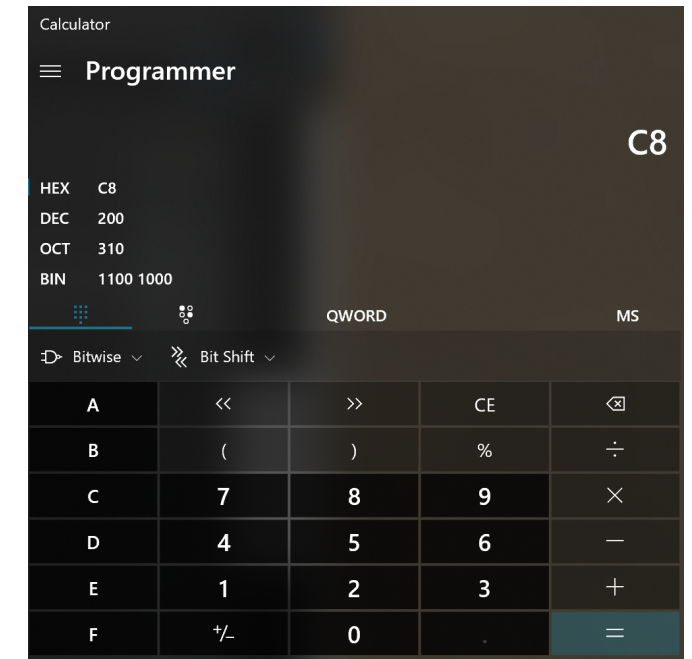 Calculator
Programmer
C8
HEX C8
DEC 200
OCT 310
BIN 1100 1000
QWORD MS
Bitwise Bit Shift
A << >> CE
B ( ) % ÷
C 7 8 9 ×
D 4 5 6 −
E 1 2 3 +
F +/− 0 . =